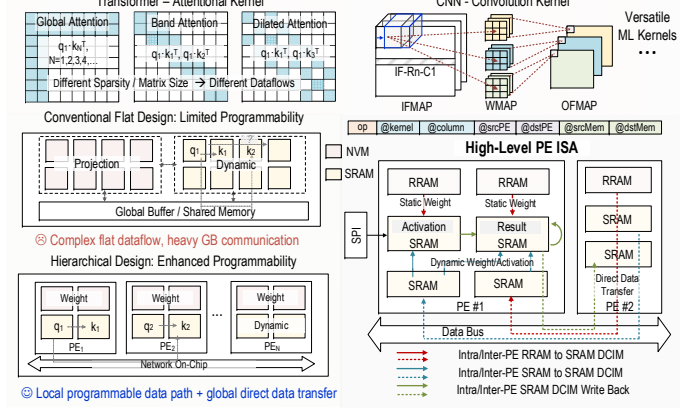 Transformer – Attentional Kernel
Global Attention
Band Attention
Dilated Attention
q₁·k_Nᵀ,
N=1,2,3,4,...
q₁·k₁ᵀ, q₁·k₂ᵀ
q₁·k₁ᵀ, q₁·k₃ᵀ
Different Sparsity / Matrix Size → Different Dataflows
CNN - Convolution Kernel
IF-Rn-C1
IFMAP
WMAP
OFMAP
Versatile
ML Kernels
...
Conventional Flat Design: Limited Programmability
Projection
q₁ k₁ k₂
?
Dynamic
NVM
SRAM
Global Buffer / Shared Memory
☹ Complex flat dataflow, heavy GB communication
Hierarchical Design: Enhanced Programmability
Weight
q₁ k₁
PE₁
Weight
q₂ k₂
PE₂
...
Weight
Dynamic
PE_N
Network On-Chip
☺ Local programmable data path + global direct data transfer
op @kernel @column @srcPE @dstPE @srcMem @dstMem
High-Level PE ISA
RRAM
RRAM
RRAM
Static Weight
Static Weight
SPI
Activation
SRAM
Result
SRAM
SRAM
SRAM
Dynamic Weight/Activation
SRAM
SRAM
Direct Data
Transfer
PE #1
PE #2
Data Bus
Intra/Inter-PE RRAM to SRAM DCIM
Intra/Inter-PE SRAM to SRAM DCIM
Intra/Inter-PE SRAM DCIM Write Back